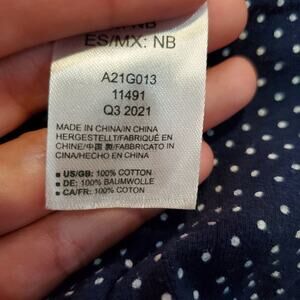 NB
ES/MX: NB
A21G013
11491
Q3 2021
MADE IN CHINA/IN CHINA
HERGESTELLT/FABRIQUÉ EN
CHINE/中国製/FABBRICATO IN
CINA/HECHO EN CHINA
■ US/GB: 100% COTTON
■ DE: 100% BAUMWOLLE
■ CA/FR: 100% COTON